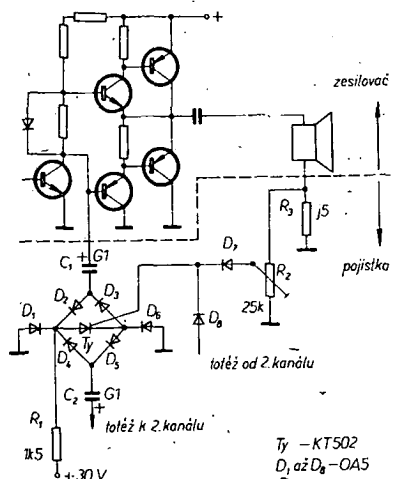 +
zesilovač
R3 j5
pojistka
C1 + G1
D7
R2
25k
D2 D3
D1 D6
Ty
D4 D5
D8
totéž od 2. kanálu
C2 G1
+
totéž k 2. kanálu
R1
1k5
+30 V
Ty – KT502
D1 až D8 – OA5